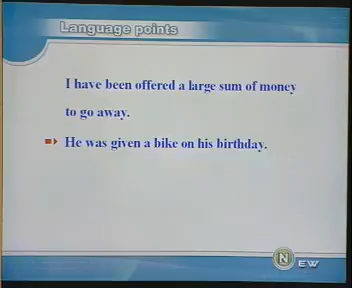 Language points
I have been offered a large sum of money
to go away.
He was given a bike on his birthday.
N EW